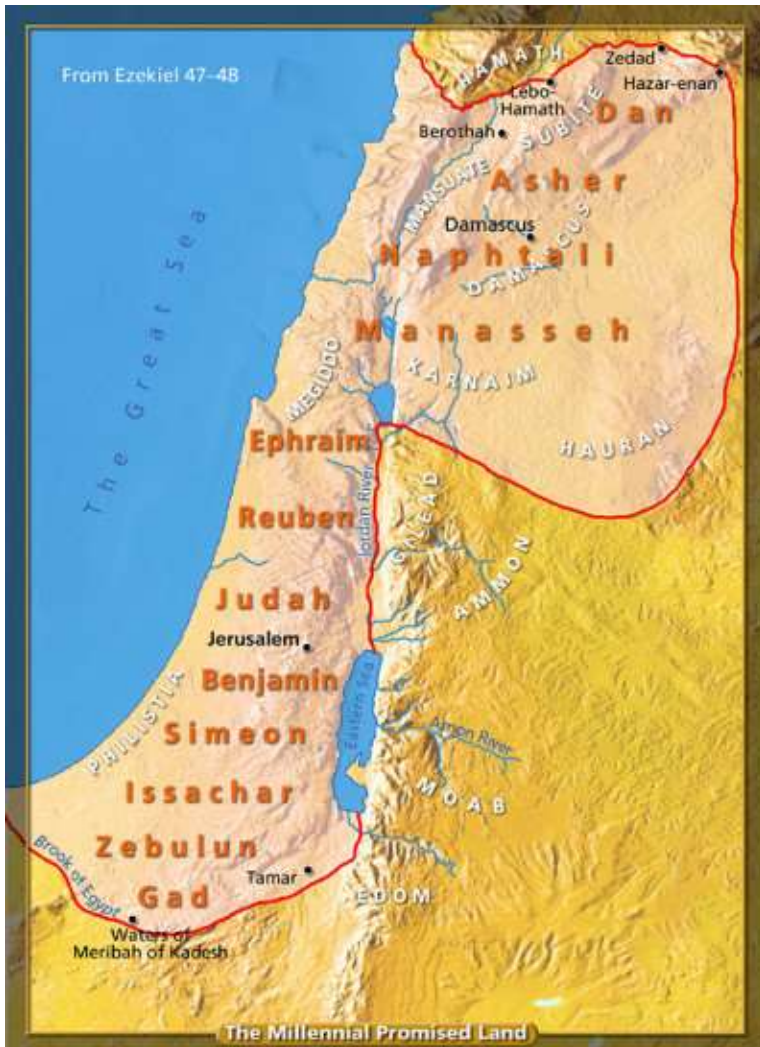 From Ezekiel 47-48
HAMATH
Zedad
Hazar-enan
Lebo-
Hamath
Dan
Berothah
SUBITE
MANSUATE
Asher
Damascus
DAMASCUS
Naphtali
The Great Sea
Manasseh
MEGIDDO
KARNAIM
HAURAN
Ephraim
Jordan River
GILEAD
Reuben
AMMON
Judah
Jerusalem
Benjamin
PHILISTIA
Eastern Sea
Simeon
Arnon River
Issachar
MOAB
Zebulun
Brook of Egypt
Tamar
Gad
EDOM
Waters of
Meribah of Kadesh
The Millennial Promised Land